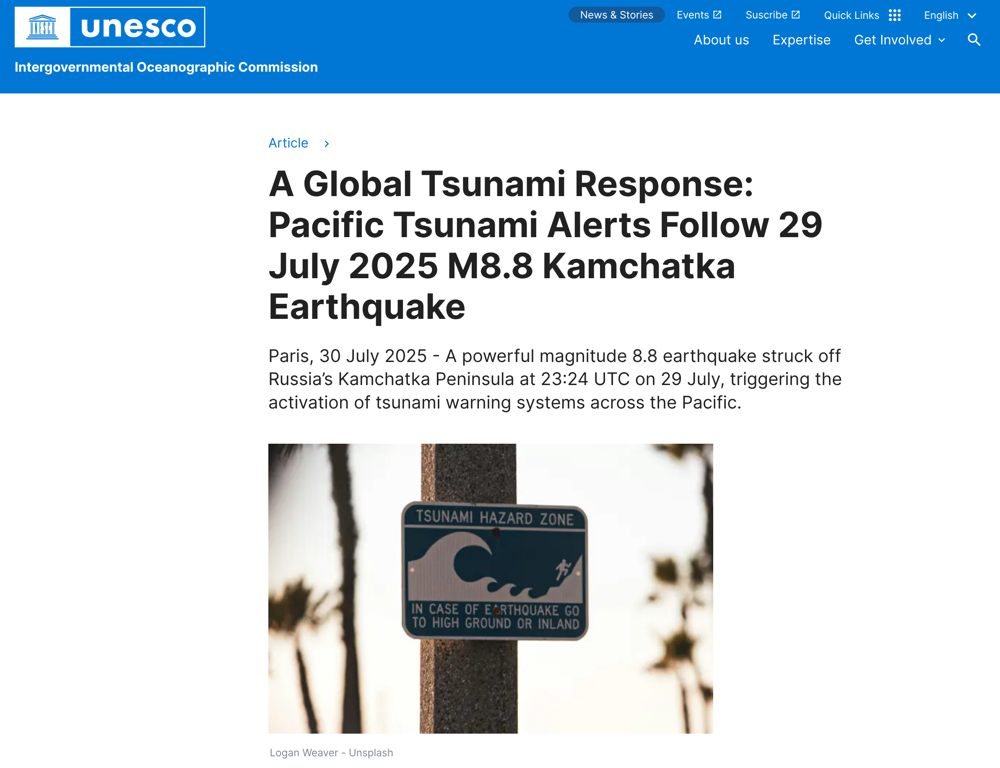 UNESCO
unesco
Intergovernmental Oceanographic Commission
News & Stories
Events
Suscribe
Quick Links
English
About us
Expertise
Get Involved
Article
A Global Tsunami Response:
Pacific Tsunami Alerts Follow 29
July 2025 M8.8 Kamchatka
Earthquake
Paris, 30 July 2025 - A powerful magnitude 8.8 earthquake struck off
Russia’s Kamchatka Peninsula at 23:24 UTC on 29 July, triggering the
activation of tsunami warning systems across the Pacific.
TSUNAMI HAZARD ZONE
IN CASE OF EARTHQUAKE GO
TO HIGH GROUND OR INLAND
Logan Weaver - Unsplash